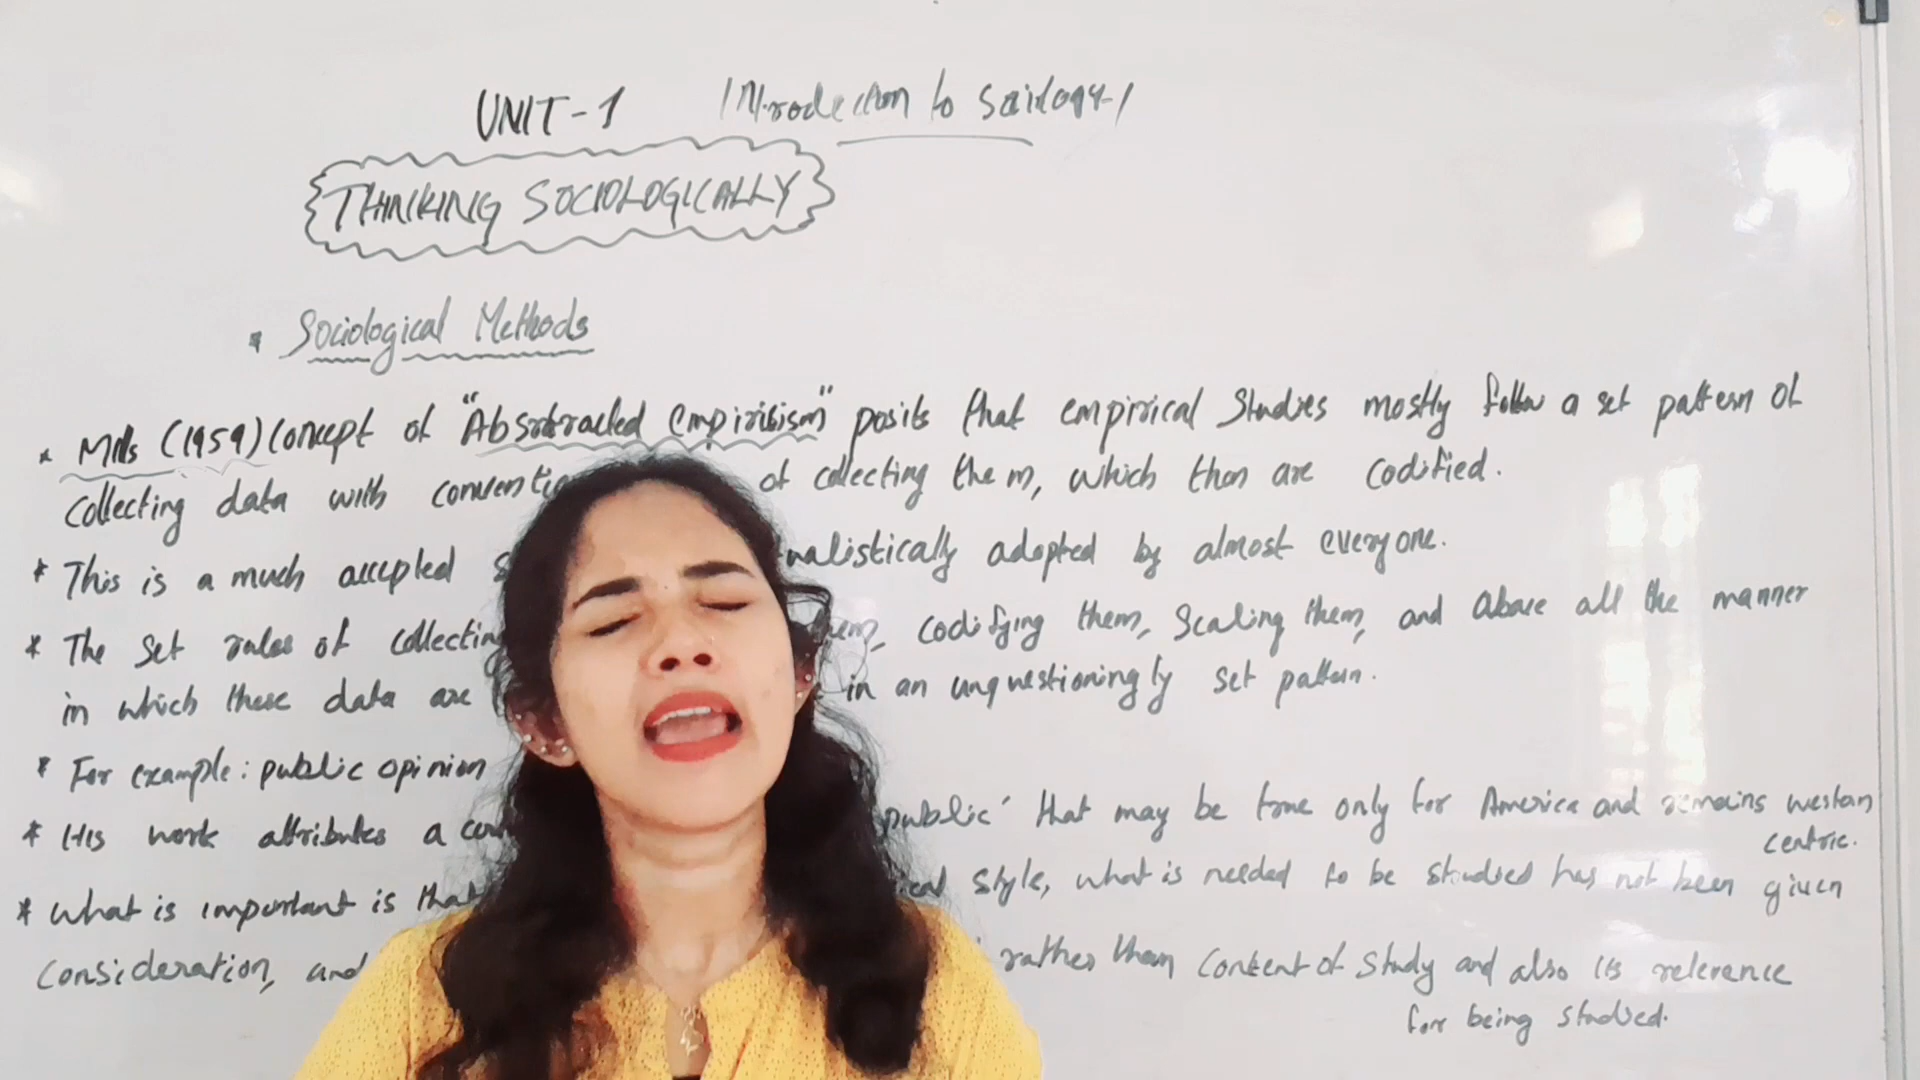 UNIT-1 Introduction to Sociology-1
THINKING SOCIOLOGICALLY
* Sociological Methods
* Mills (1959) concept of "Abstracted Empiricism" posits that empirical studies mostly follow a set pattern of
collecting data with of collecting them, which then are codified.
* This is a much accepted adopted by almost everyone.
* The set rules of codifying them, scaling them, and above all the manner
in which these data are in an unquestioningly set pattern.
* For example: public opinion
* His work attributes a public' that may be true only for America and remains western
centric.
* What is important is that style, what is needed to be studied has not been given
consideration, and rather than content of study and also its relevance
for being studied.